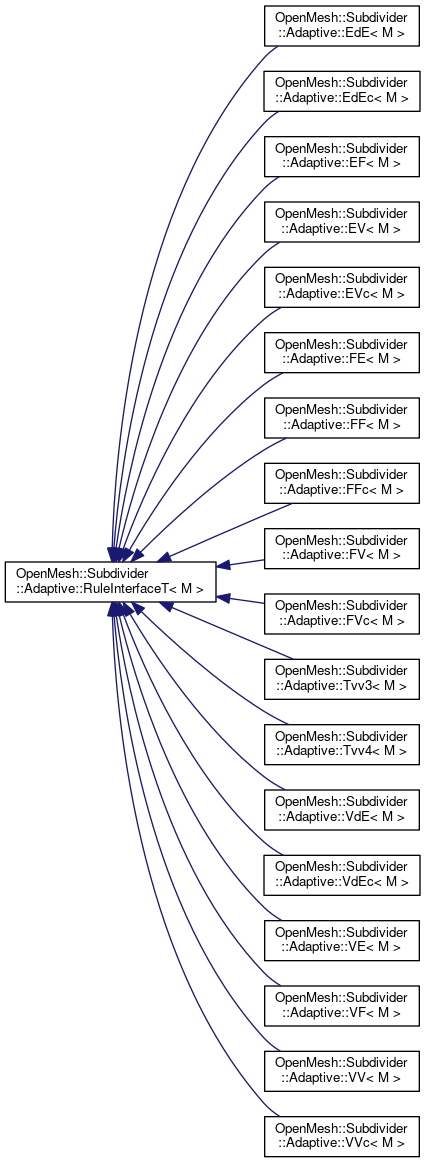 OpenMesh::Subdivider
::Adaptive::EdE< M >
OpenMesh::Subdivider
::Adaptive::EdEc< M >
OpenMesh::Subdivider
::Adaptive::EF< M >
OpenMesh::Subdivider
::Adaptive::EV< M >
OpenMesh::Subdivider
::Adaptive::EVc< M >
OpenMesh::Subdivider
::Adaptive::FE< M >
OpenMesh::Subdivider
::Adaptive::FF< M >
OpenMesh::Subdivider
::Adaptive::FFc< M >
OpenMesh::Subdivider
::Adaptive::FV< M >
OpenMesh::Subdivider
::Adaptive::RuleInterfaceT< M >
OpenMesh::Subdivider
::Adaptive::FVc< M >
OpenMesh::Subdivider
::Adaptive::Tvv3< M >
OpenMesh::Subdivider
::Adaptive::Tvv4< M >
OpenMesh::Subdivider
::Adaptive::VdE< M >
OpenMesh::Subdivider
::Adaptive::VdEc< M >
OpenMesh::Subdivider
::Adaptive::VE< M >
OpenMesh::Subdivider
::Adaptive::VF< M >
OpenMesh::Subdivider
::Adaptive::VV< M >
OpenMesh::Subdivider
::Adaptive::VVc< M >